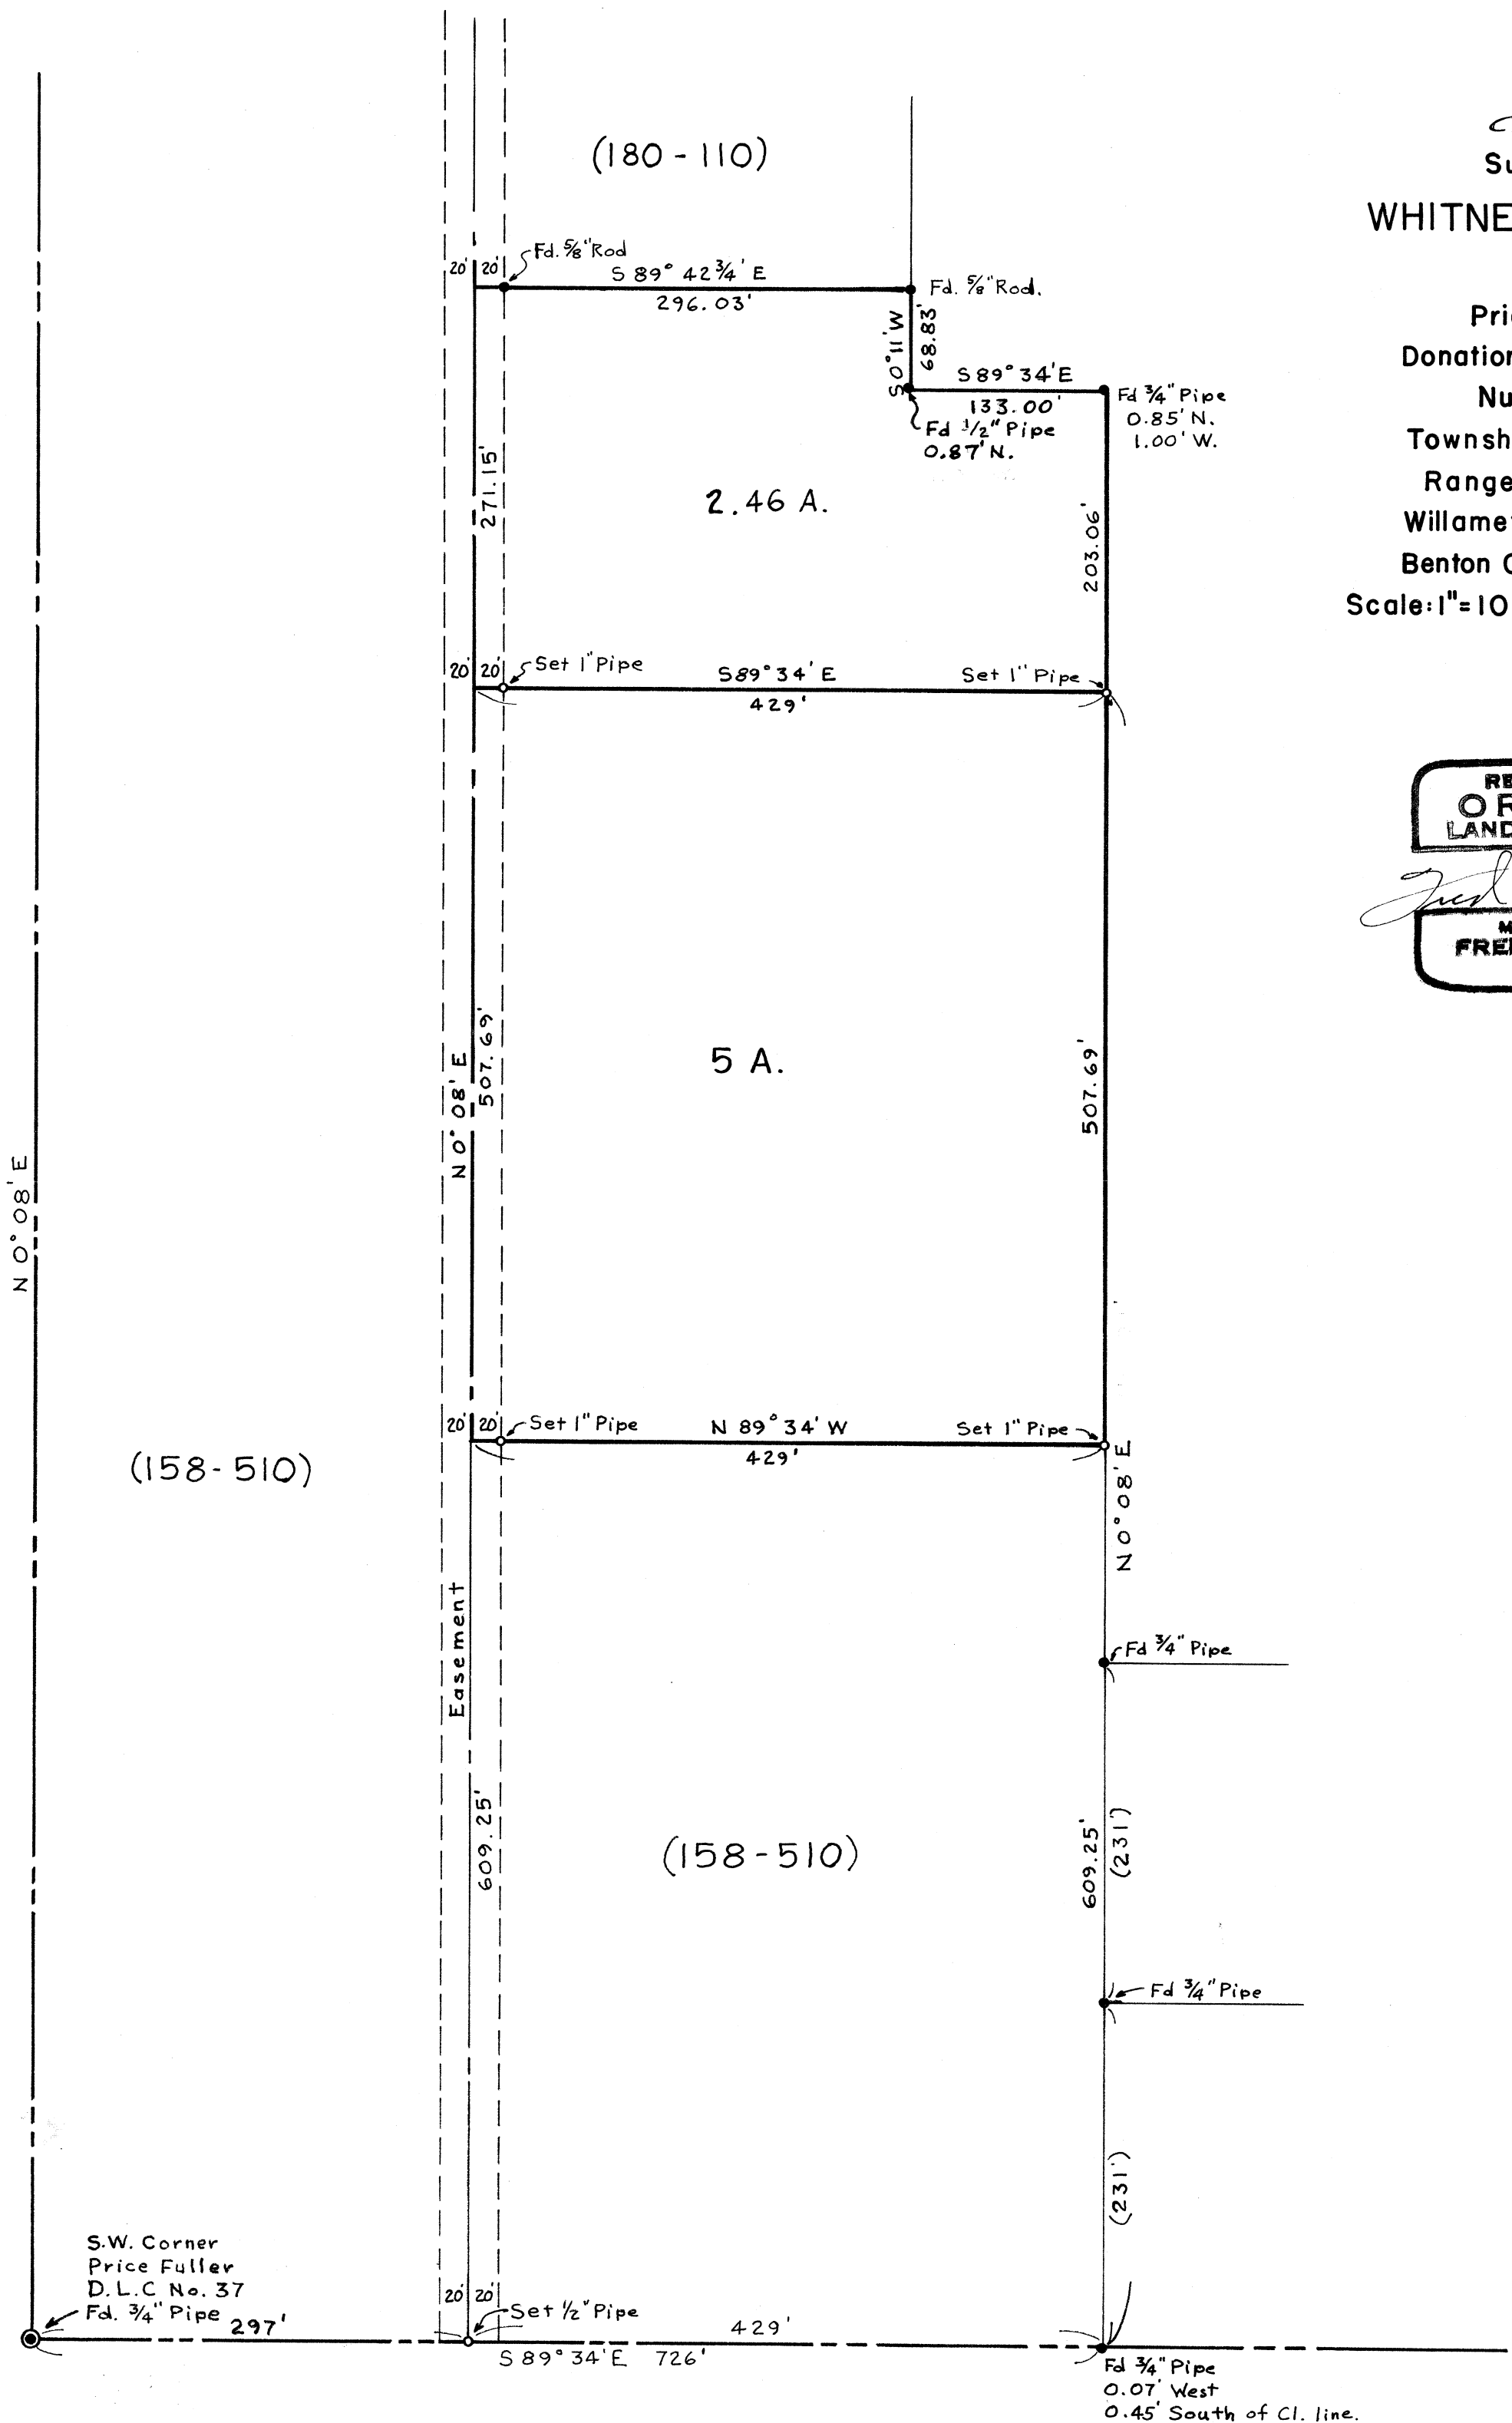 (180-110)
Su
WHITNE
Fd. 5/8" Rod
20' 20'
S 89° 42 3/4' E
296.03'
Fd. 5/8" Rod.
S 0° 11' W
68.83'
S 89° 34' E
133.00'
Fd 1/2" Pipe
0.87' N.
Fd 3/4" Pipe
0.85' N.
1.00' W.
Pri
Donation
Nu
Townsh
Range
Willame
Benton C
Scale: 1"=10
271.15'
2.46 A.
203.06'
20' 20'
Set 1" Pipe
S 89° 34' E
429'
Set 1" Pipe
RE
OR
LAND
Fred
FRE
N 0° 08' E
N 0° 08' E
507.69'
5 A.
507.69'
20' 20'
Set 1" Pipe
N 89° 34' W
429'
Set 1" Pipe
(158-510)
N 0° 08' E
Easement
Fd 3/4" Pipe
609.25'
(158-510)
609.25'
(231')
Fd 3/4" Pipe
(231')
S.W. Corner
Price Fuller
D.L.C No. 37
Fd. 3/4" Pipe
297'
20' 20'
Set 1/2" Pipe
429'
S 89° 34' E 726'
Fd 3/4" Pipe
0.07' West
0.45' South of Cl. line.